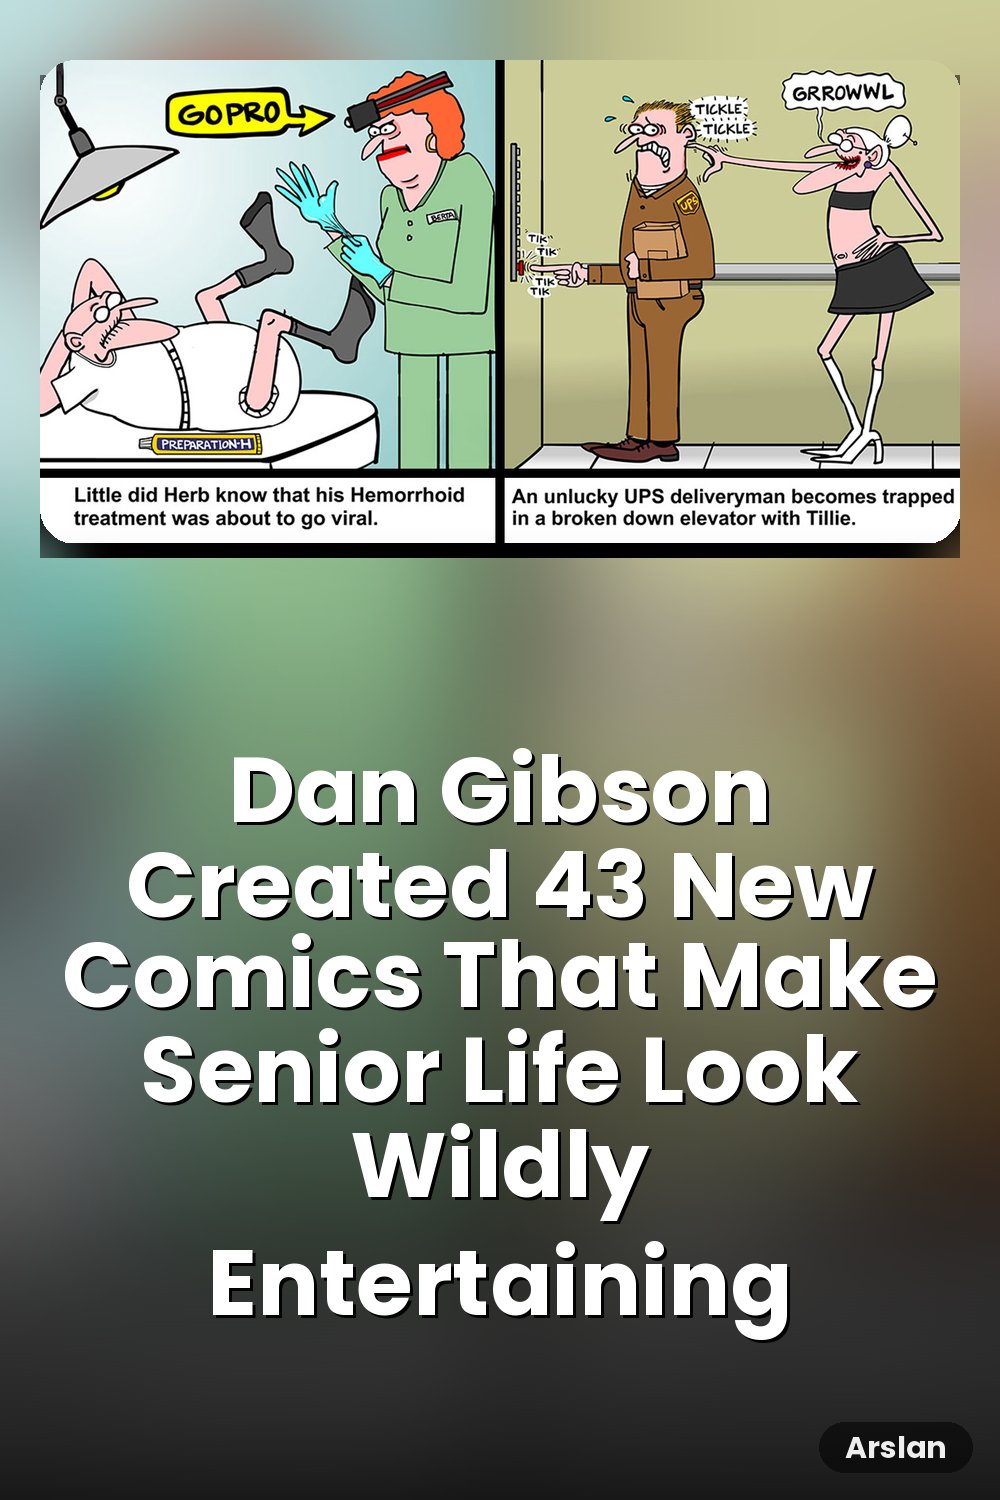 GOPRO
BERTA
PREPARATION-H
Little did Herb know that his Hemorrhoid
treatment was about to go viral.
GRROWWL
TICKLE
TICKLE
UPS
TIK
TIK
TIK
TIK
An unlucky UPS deliveryman becomes trapped
in a broken down elevator with Tillie.
Dan Gibson
Created 43 New
Comics That Make
Senior Life Look
Wildly
Entertaining
Arslan